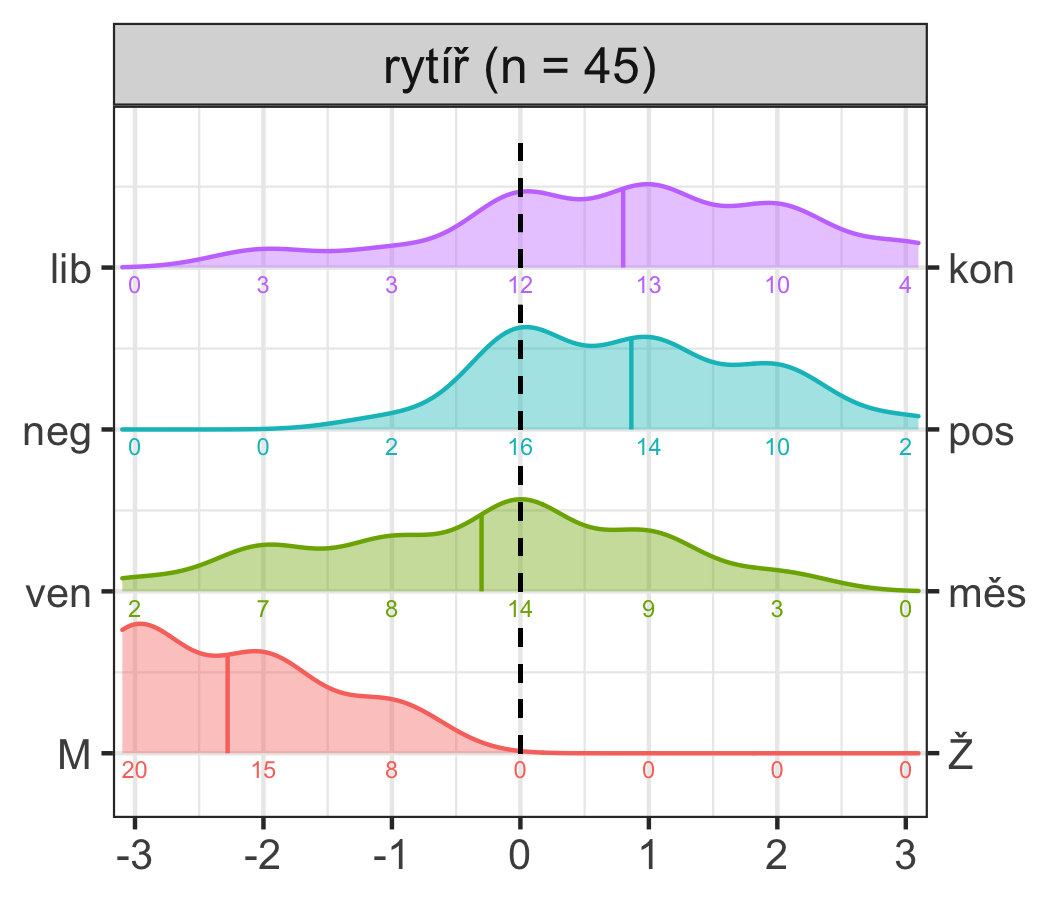 rytíř (n = 45)
lib kon
0 3 3 12 13 10 4
neg pos
0 0 2 16 14 10 2
ven měs
2 7 8 14 9 3 0
M Ž
20 15 8 0 0 0 0
-3 -2 -1 0 1 2 3